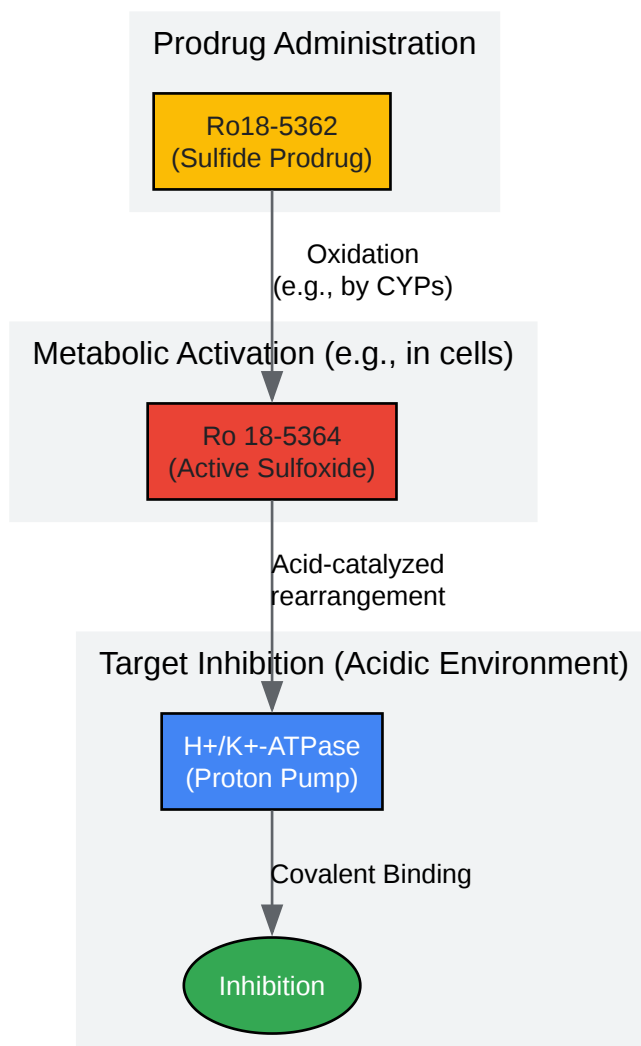 Prodrug Administration
Ro18-5362
(Sulfide Prodrug)
Oxidation
(e.g., by CYPs)
Metabolic Activation (e.g., in cells)
Ro 18-5364
(Active Sulfoxide)
Acid-catalyzed
rearrangement
Target Inhibition (Acidic Environment)
H+/K+-ATPase
(Proton Pump)
Covalent Binding
Inhibition